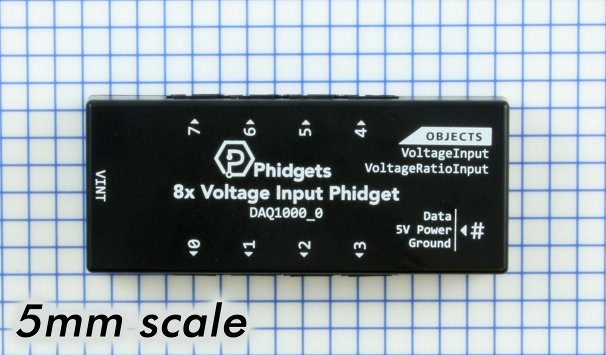 7▸ 6▸ 5▸ 4▸
OBJECTS
VoltageInput
VoltageRatioInput
Phidgets
8x Voltage Input Phidget
DAQ1000_0
VINT
Data
5V Power
Ground
◂#
◂0 ◂1 ◂2 ◂3
5mm scale